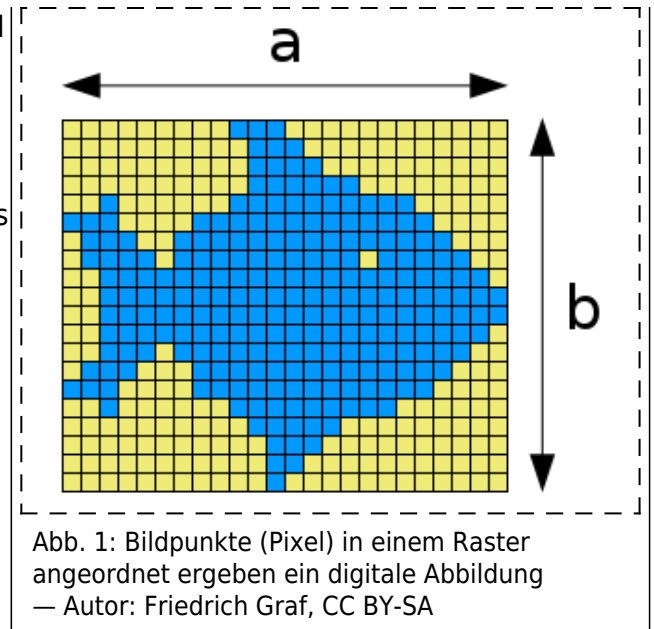 a
b
Abb. 1: Bildpunkte (Pixel) in einem Raster
angeordnet ergeben ein digitale Abbildung
— Autor: Friedrich Graf, CC BY-SA